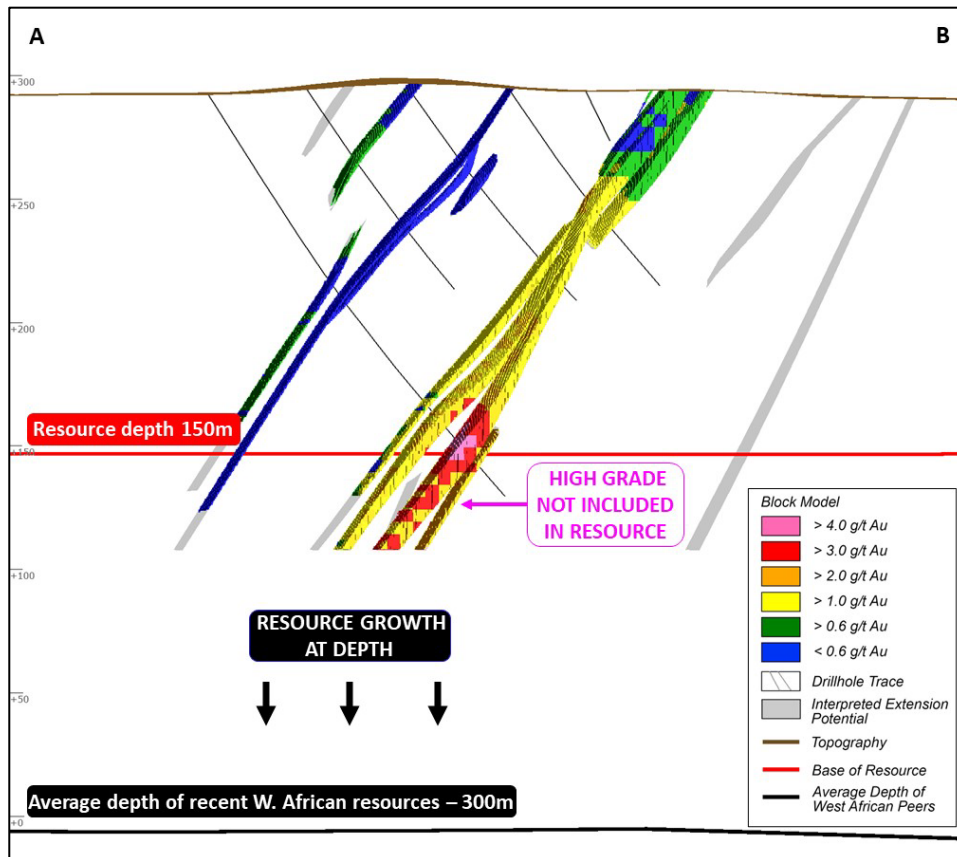 A
B
+300
+250
+200
Resource depth 150m
+150
HIGH GRADE
NOT INCLUDED
IN RESOURCE
+100
RESOURCE GROWTH
AT DEPTH
+50
Average depth of recent W. African resources – 300m
+0
Block Model
> 4.0 g/t Au
> 3.0 g/t Au
> 2.0 g/t Au
> 1.0 g/t Au
> 0.6 g/t Au
< 0.6 g/t Au
Drillhole Trace
Interpreted Extension
Potential
Topography
Base of Resource
Average Depth of
West African Peers